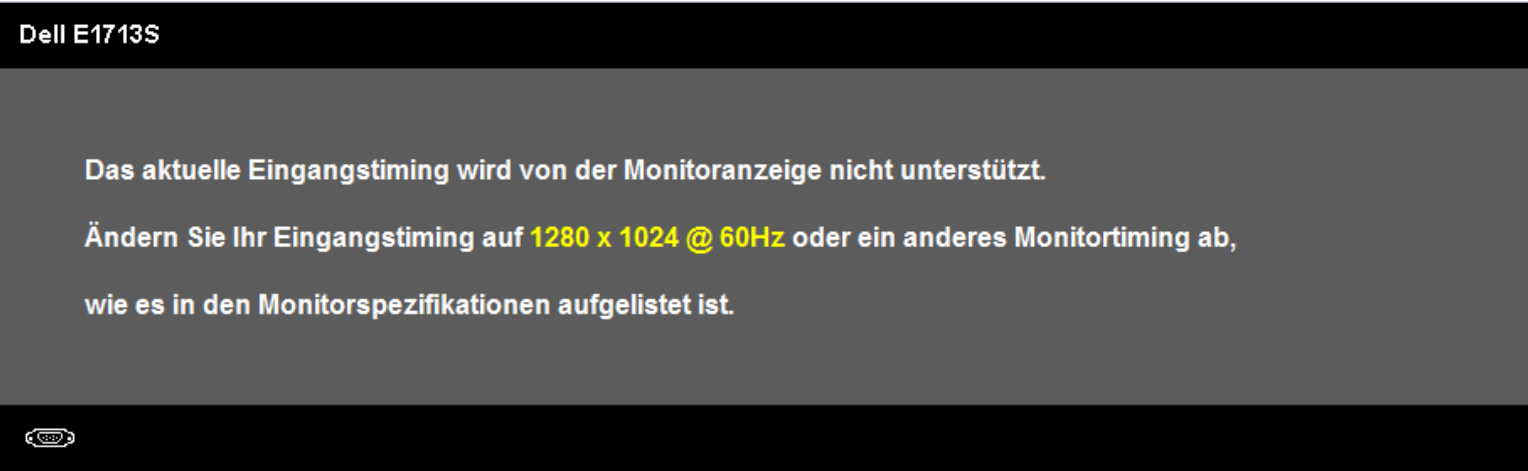 Dell E1713S
Das aktuelle Eingangstiming wird von der Monitoranzeige nicht unterstützt.
Ändern Sie Ihr Eingangstiming auf 1280 x 1024 @ 60Hz oder ein anderes Monitortiming ab,
wie es in den Monitorspezifikationen aufgelistet ist.